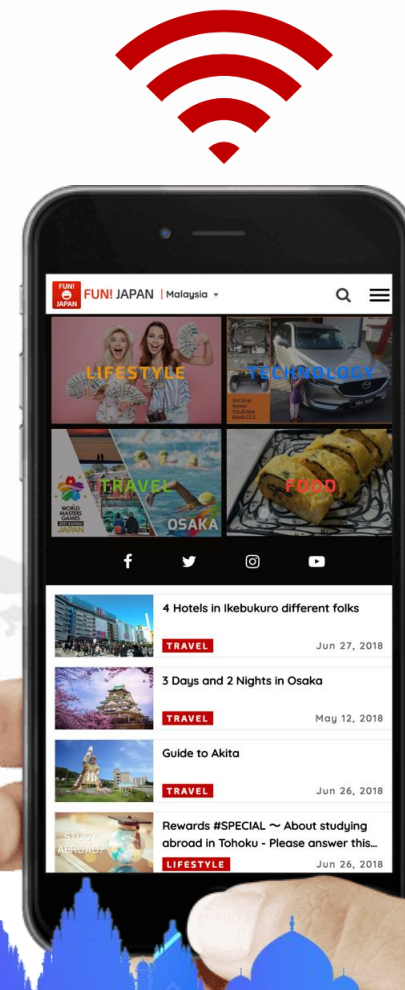 FUN!
JAPAN
FUN! JAPAN | Malaysia
LIFESTYLE
TECHNOLOGY
TRAVEL
FOOD
WORLD
MASTERS
GAMES
JAPAN
OSAKA
4 Hotels in Ikebukuro different folks
TRAVEL
Jun 27, 2018
3 Days and 2 Nights in Osaka
TRAVEL
May 12, 2018
Guide to Akita
TRAVEL
Jun 26, 2018
STUDY
ABROAD?
Rewards #SPECIAL ～ About studying
abroad in Tohoku - Please answer this...
LIFESTYLE
Jun 26, 2018